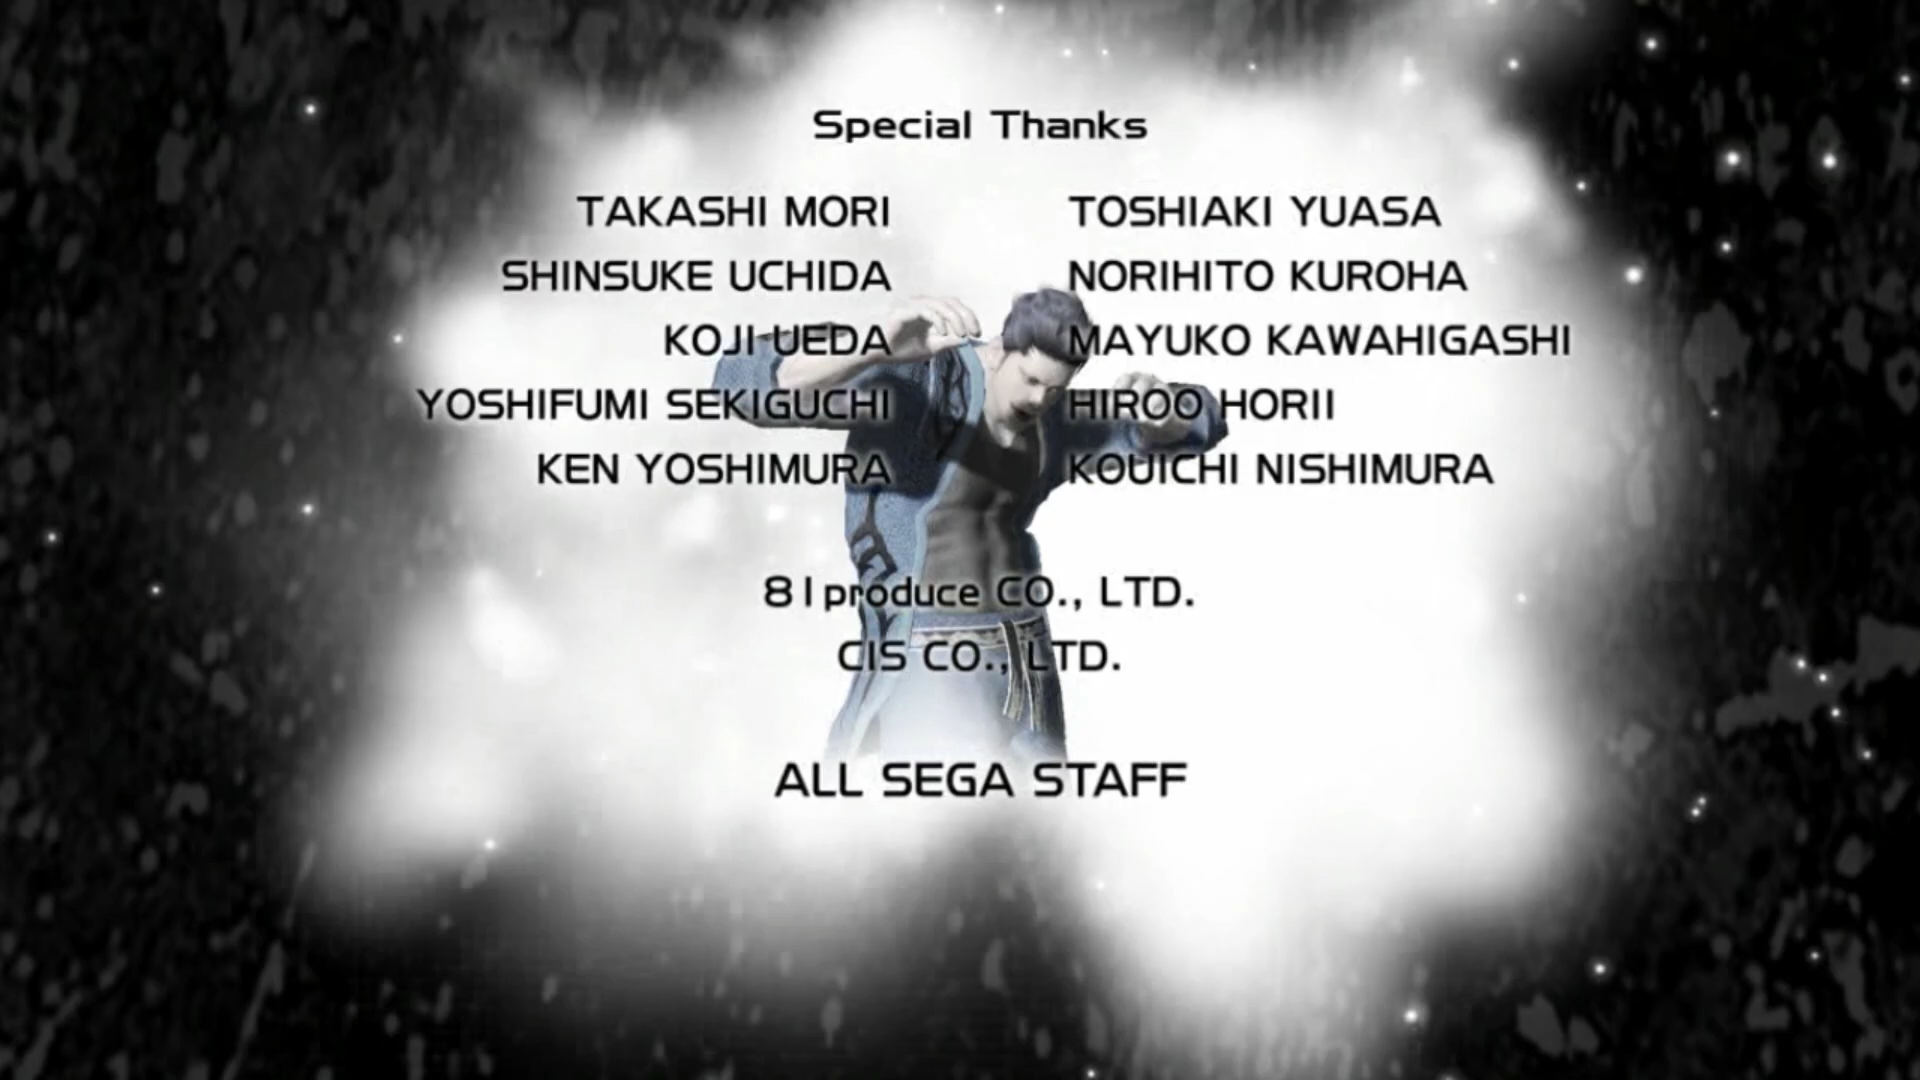 Special Thanks
TAKASHI MORI TOSHIAKI YUASA
SHINSUKE UCHIDA NORIHITO KUROHA
KOJI UEDA MAYUKO KAWAHIGASHI
YOSHIFUMI SEKIGUCHI HIROO HORII
KEN YOSHIMURA KOUICHI NISHIMURA
81produce CO., LTD.
CIS CO., LTD.
ALL SEGA STAFF